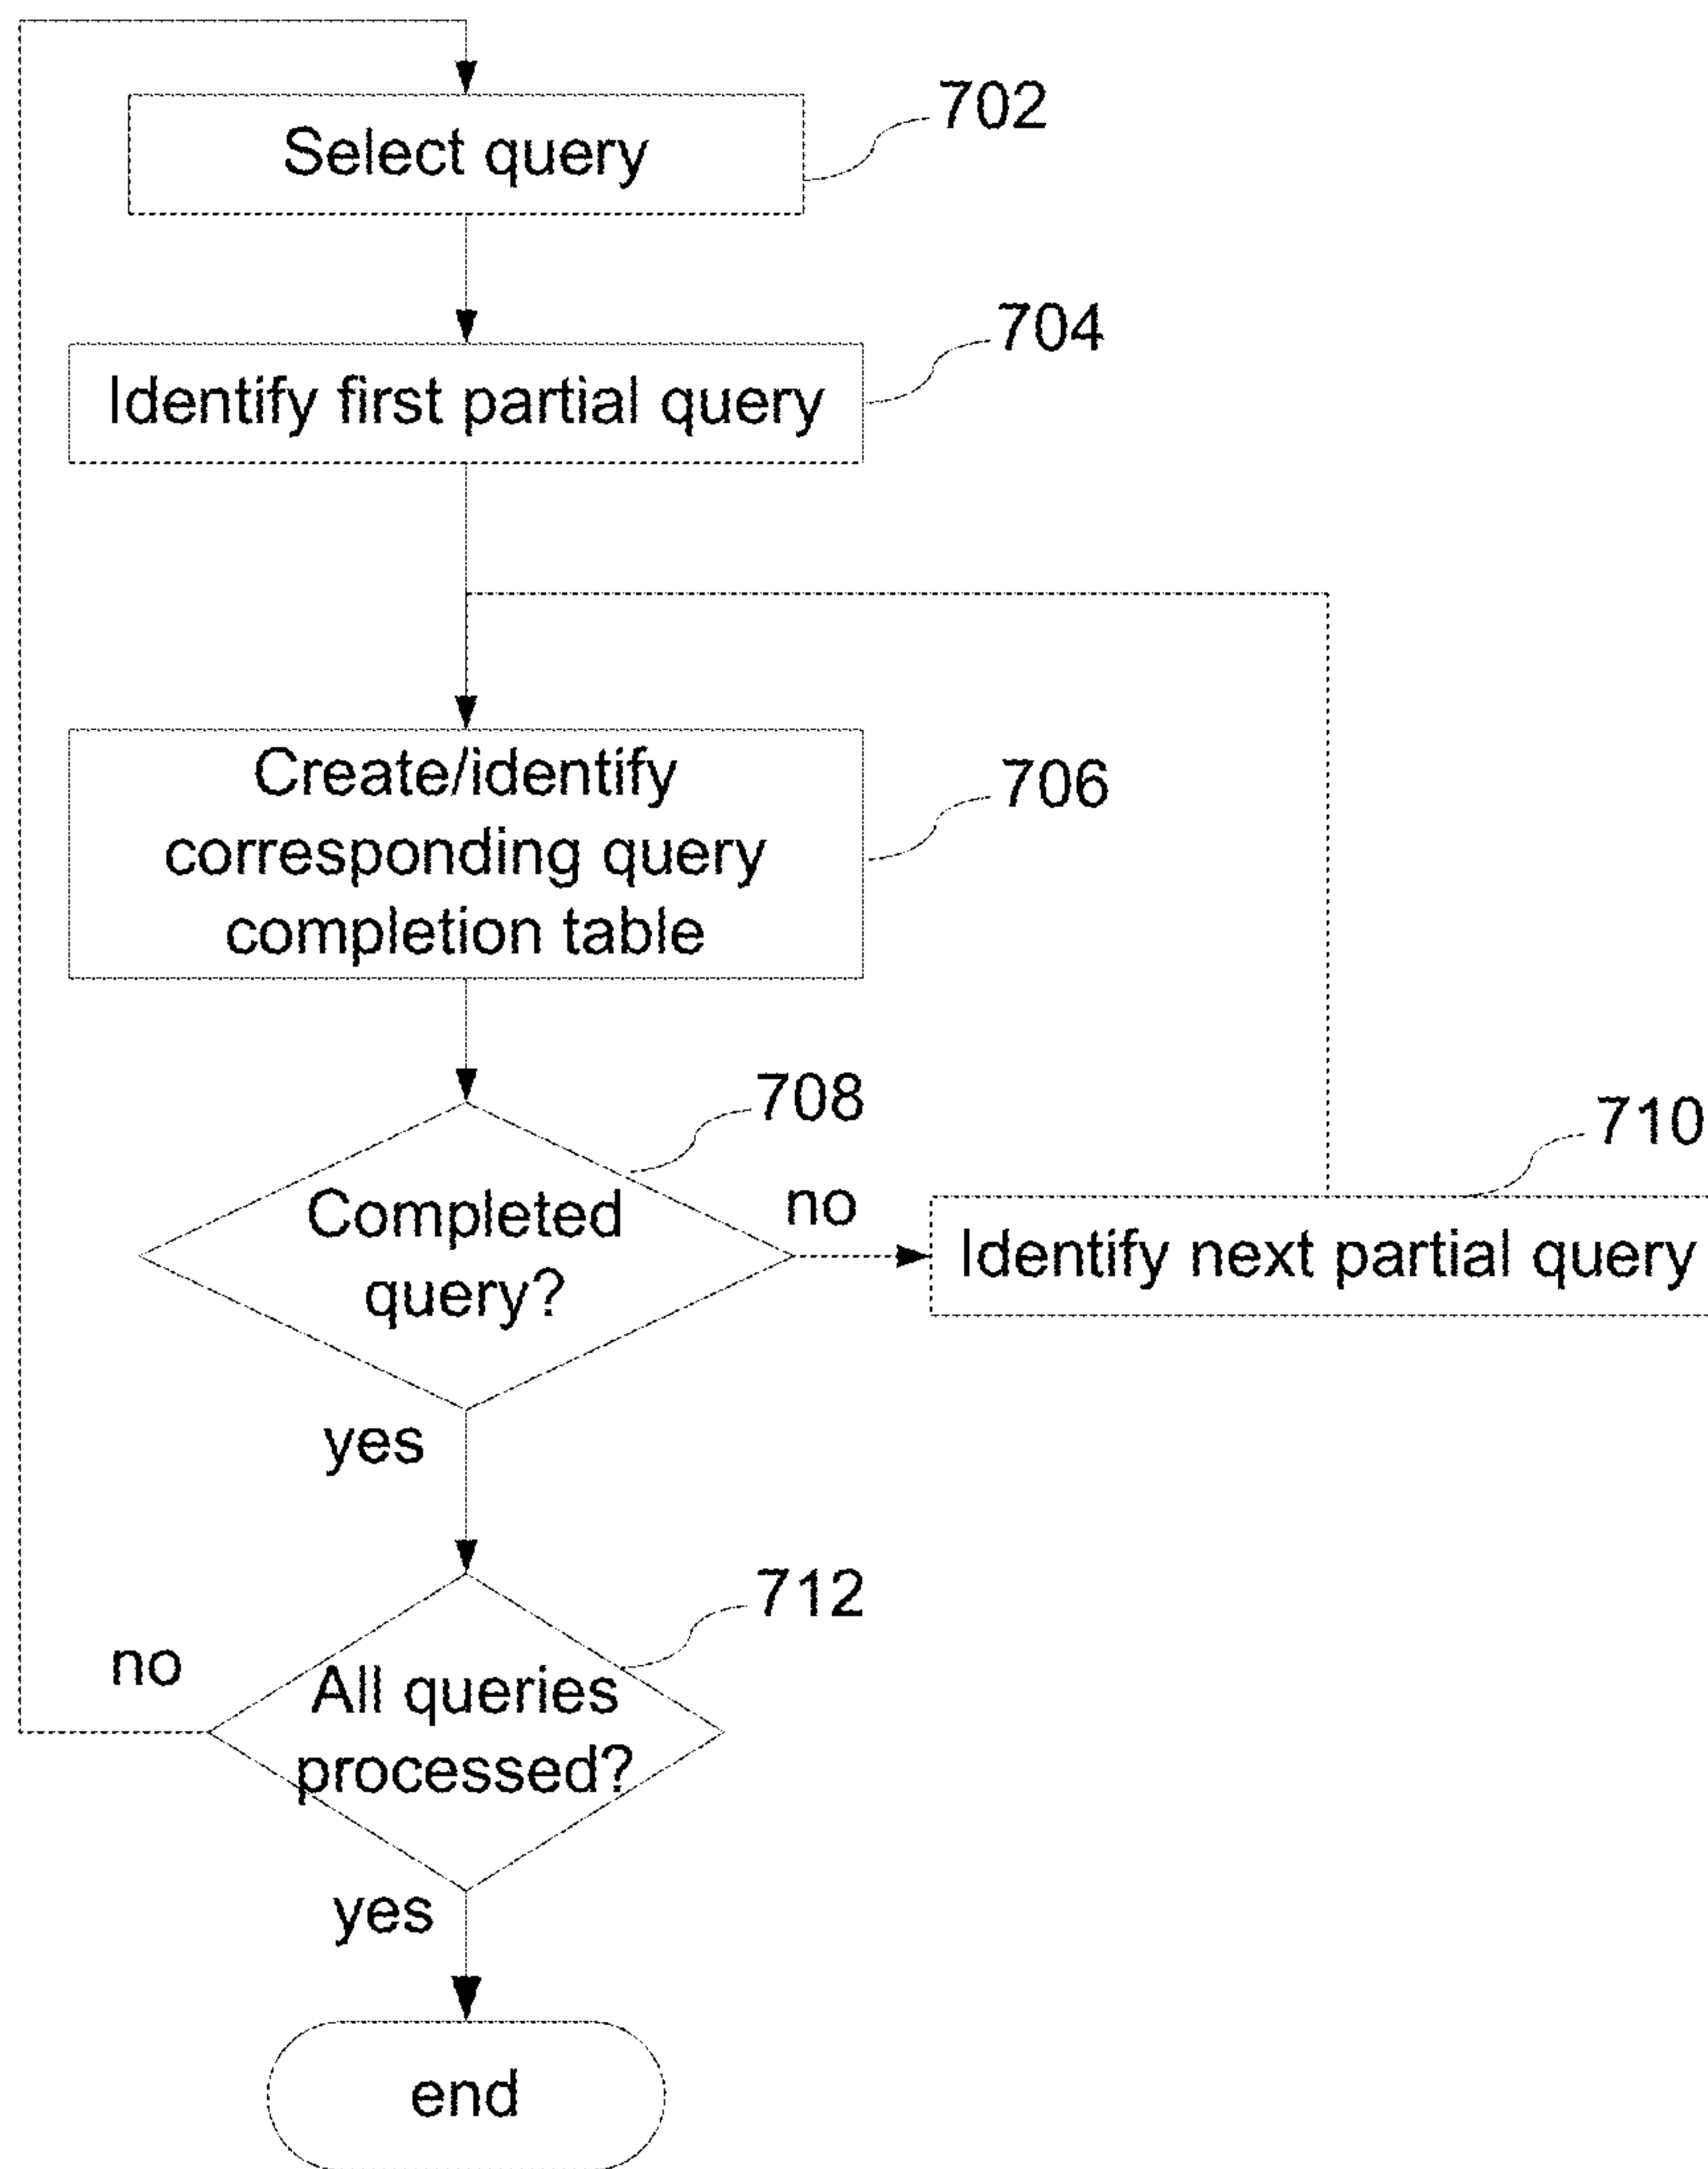 702
Select query
704
Identify first partial query
706
Create/identify
corresponding query
completion table
708
710
Completed
query?
no
Identify next partial query
yes
712
no
All queries
processed?
yes
end